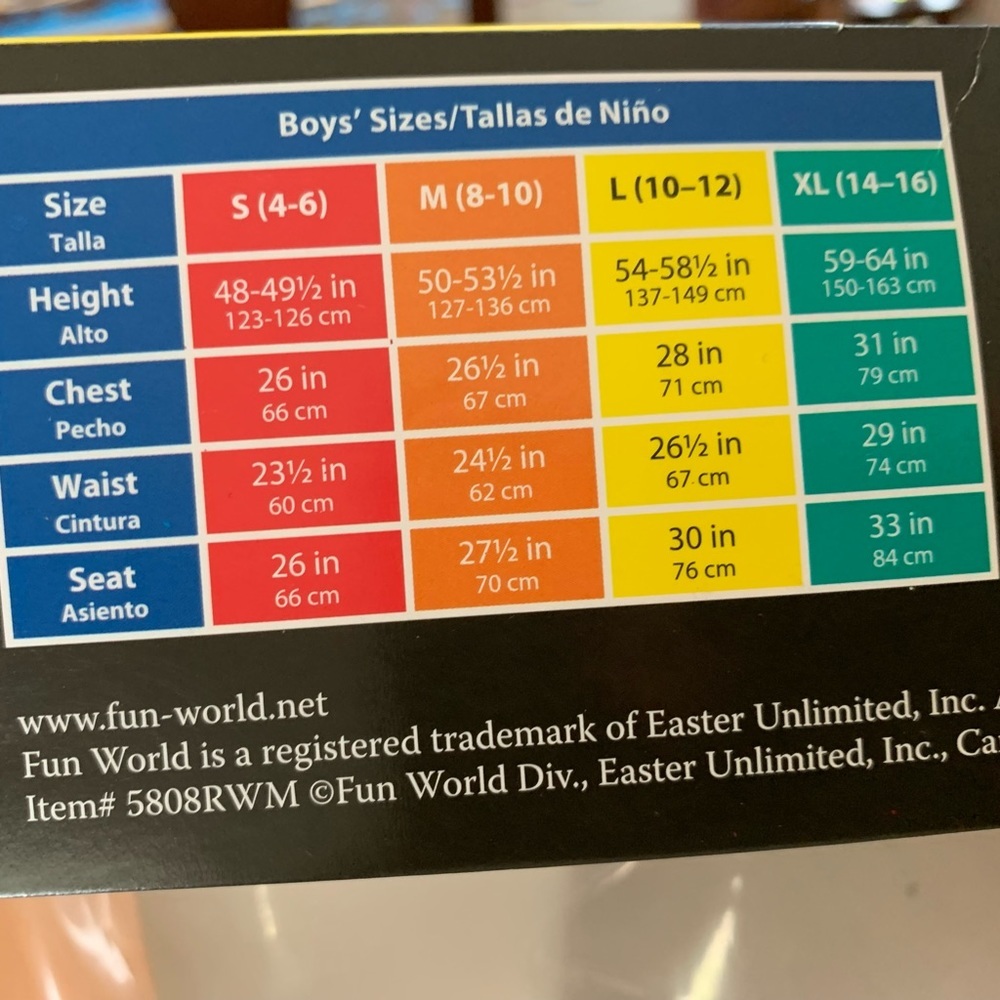 Boys' Sizes/Tallas de Niño
Size S (4-6) M (8-10) L (10–12) XL (14–16)
Talla
Height 48-49½ in 50-53½ in 54-58½ in 59-64 in
Alto 123-126 cm 127-136 cm 137-149 cm 150-163 cm
Chest 26 in 26½ in 28 in 31 in
Pecho 66 cm 67 cm 71 cm 79 cm
Waist 23½ in 24½ in 26½ in 29 in
Cintura 60 cm 62 cm 67 cm 74 cm
Seat 26 in 27½ in 30 in 33 in
Asiento 66 cm 70 cm 76 cm 84 cm
www.fun-world.net
Fun World is a registered trademark of Easter Unlimited, Inc.
Item# 5808RWM ©Fun World Div., Easter Unlimited, Inc.,